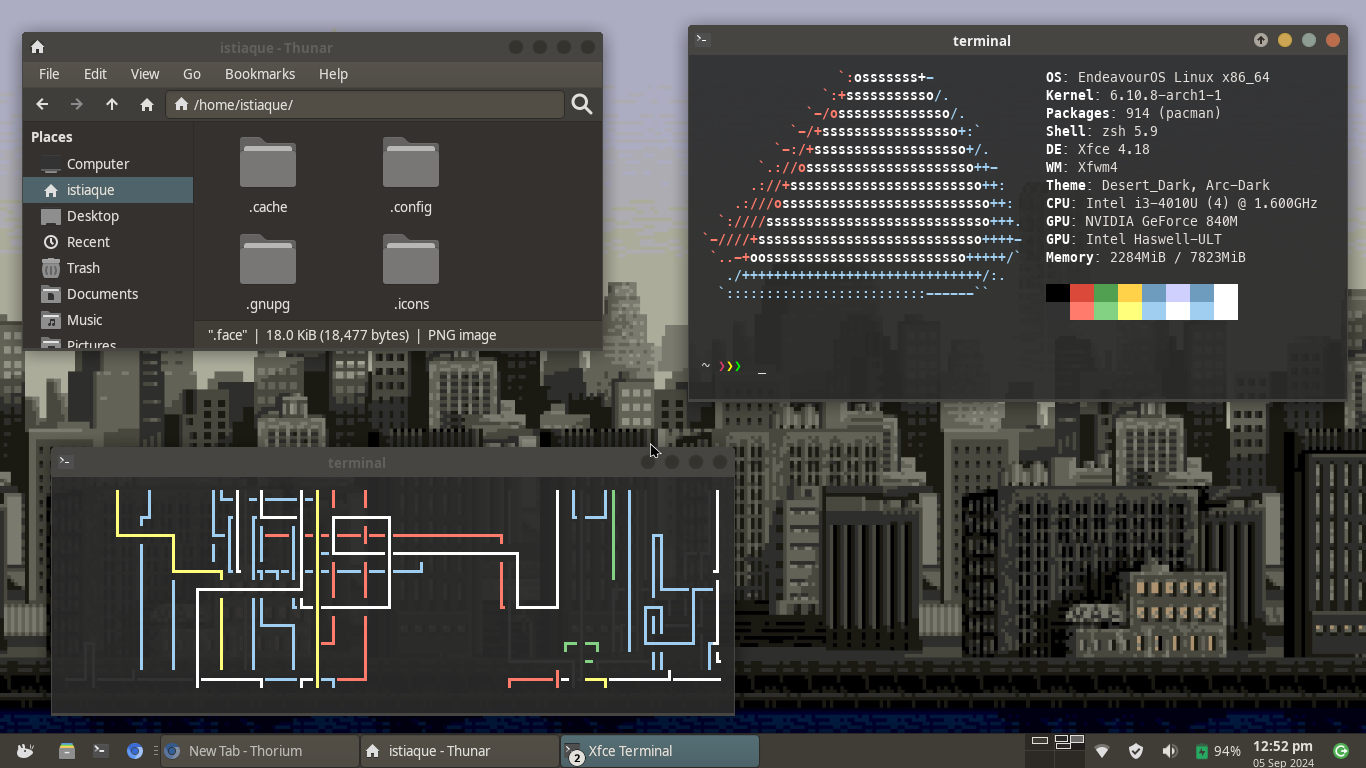 istiaque - Thunar
File Edit View Go Bookmarks Help
/home/istiaque/
Places
Computer
istiaque
Desktop
Recent
Trash
Documents
Music
Pictures
.cache
.config
.gnupg
.icons
".face" | 18.0 KiB (18,477 bytes) | PNG image
terminal
`:osssssss+–
`:+sssssssssso/.
`–/osssssssssssso/.
`–/+sssssssssssssssso+:`
`–:/+sssssssssssssssssso+/.
`.://osssssssssssssssssssso++–
.://+ssssssssssssssssssssssso++:
.:///ossssssssssssssssssssssssso++:
`:////ssssssssssssssssssssssssssso+++.
`–////+ssssssssssssssssssssssssssso++++–
`..–+oosssssssssssssssssssssssso+++++/`
./++++++++++++++++++++++++++++++/:.
`:::::::::::::::::::::::::––––––``
OS: EndeavourOS Linux x86_64
Kernel: 6.10.8–arch1–1
Packages: 914 (pacman)
Shell: zsh 5.9
DE: Xfce 4.18
WM: Xfwm4
Theme: Desert_Dark, Arc–Dark
CPU: Intel i3–4010U (4) @ 1.600GHz
GPU: NVIDIA GeForce 840M
GPU: Intel Haswell–ULT
Memory: 2284MiB / 7823MiB
~ ❯❯❯ _
terminal
New Tab - Thorium
istiaque - Thunar
2
Xfce Terminal
94%
12:52 pm
05 Sep 2024